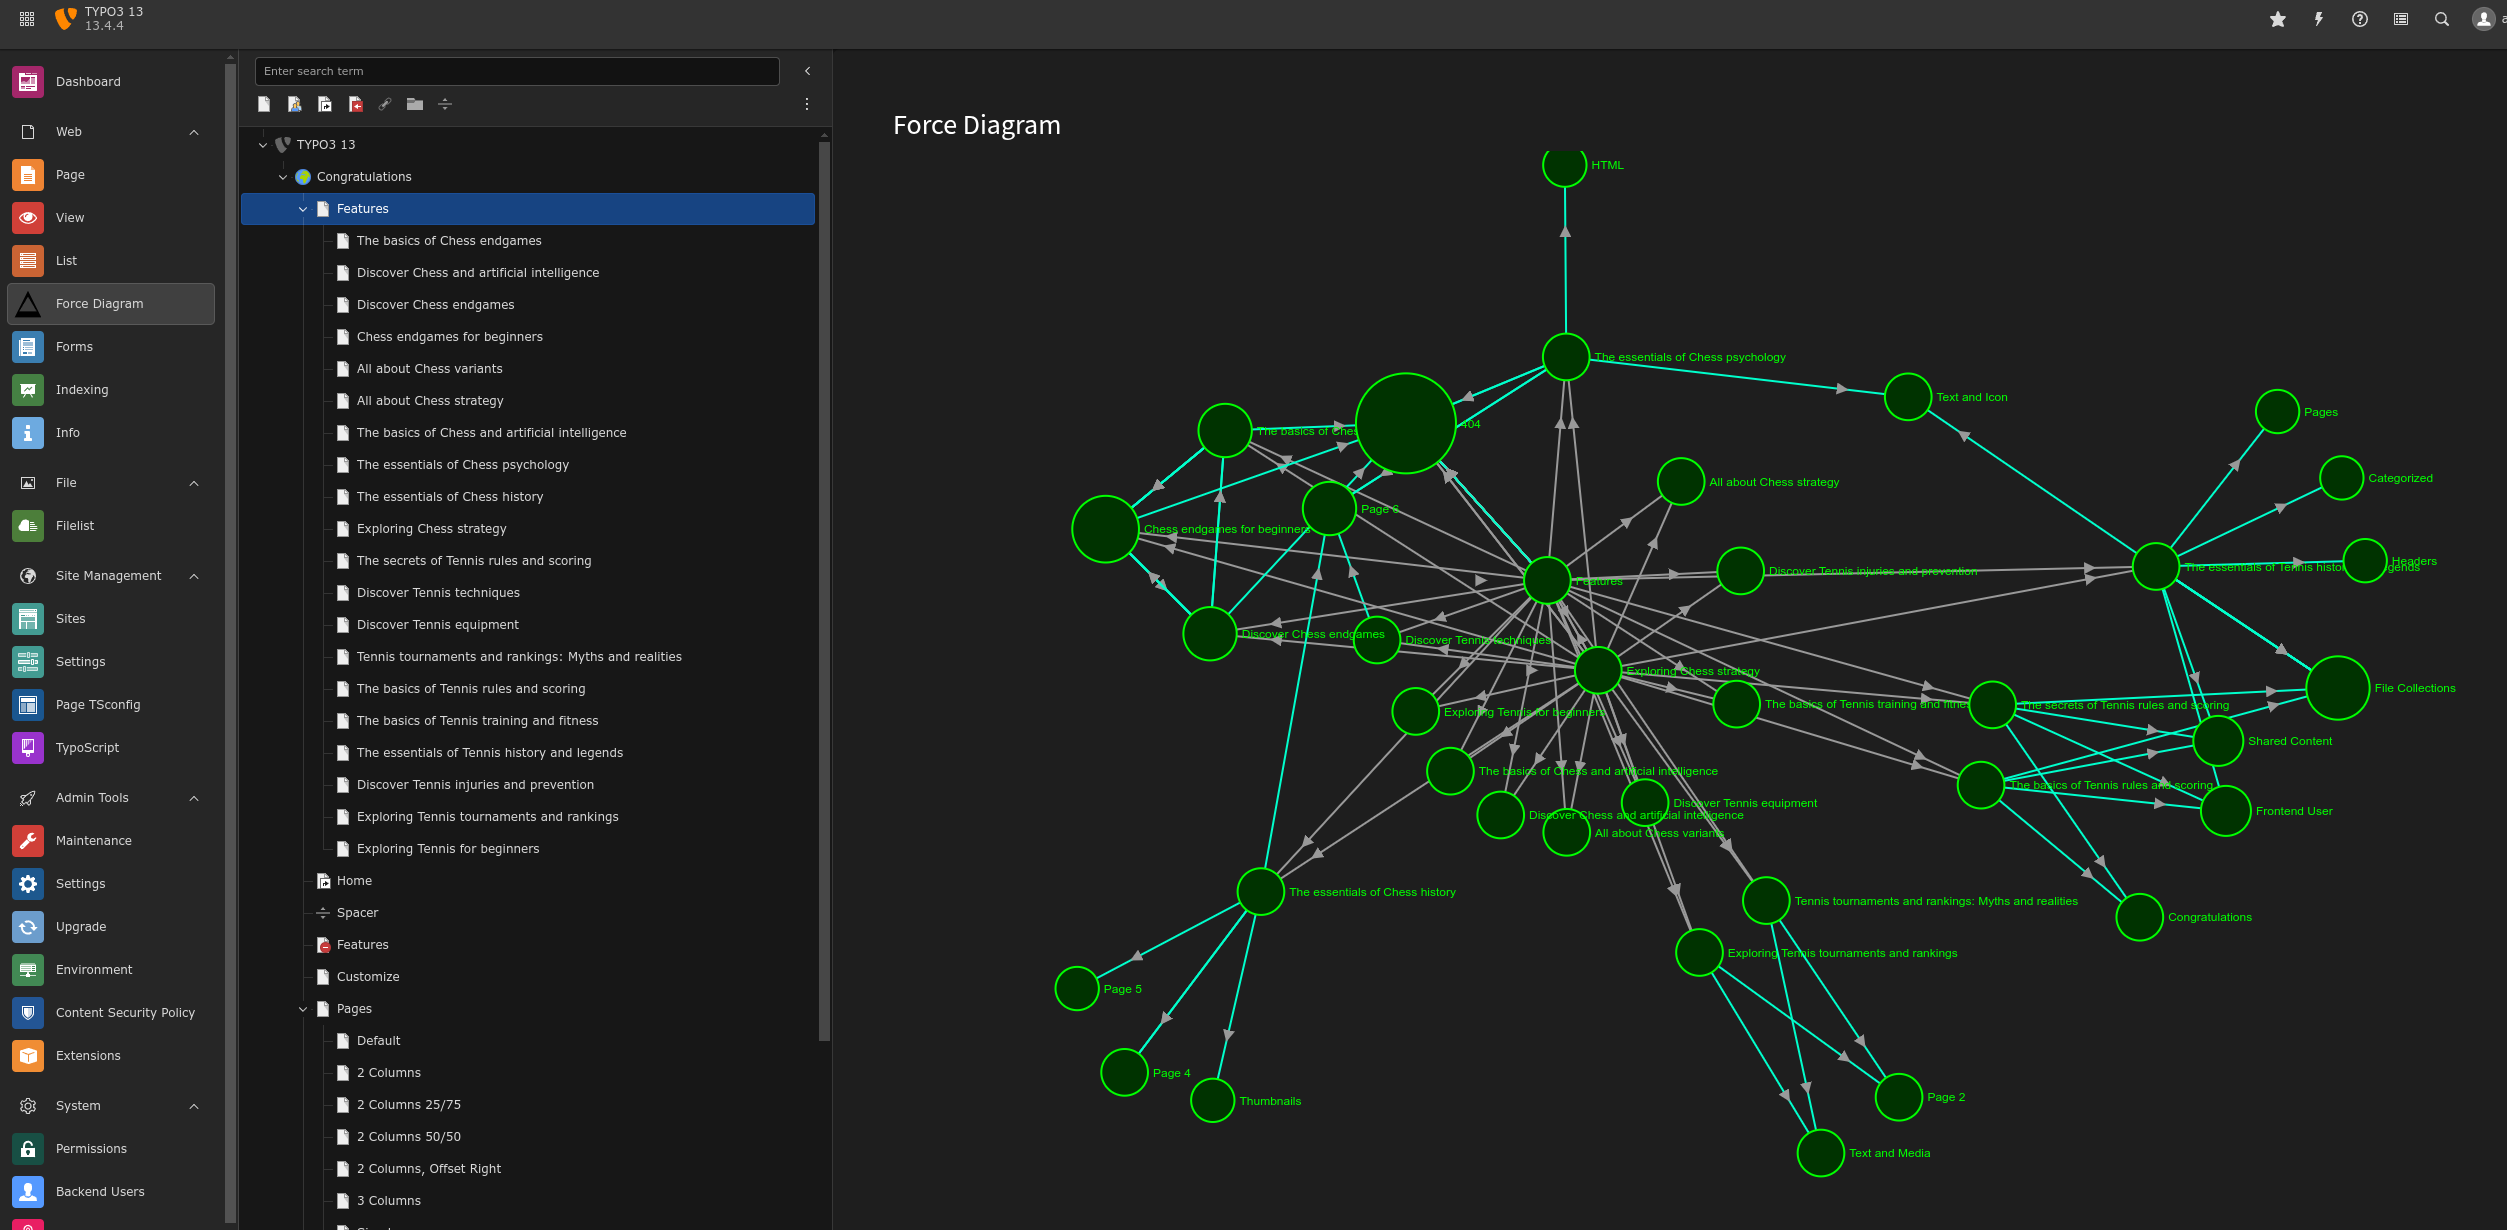 TYPO3 13
13.4.4
Dashboard
Web
Page
View
List
Force Diagram
Forms
Indexing
Info
File
Filelist
Site Management
Sites
Settings
Page TSconfig
TypoScript
Admin Tools
Maintenance
Settings
Upgrade
Environment
Content Security Policy
Extensions
System
Permissions
Backend Users
Enter search term
TYPO3 13
Congratulations
Features
The basics of Chess endgames
Discover Chess and artificial intelligence
Discover Chess endgames
Chess endgames for beginners
All about Chess variants
All about Chess strategy
The basics of Chess and artificial intelligence
The essentials of Chess psychology
The essentials of Chess history
Exploring Chess strategy
The secrets of Tennis rules and scoring
Discover Tennis techniques
Discover Tennis equipment
Tennis tournaments and rankings: Myths and realities
The basics of Tennis rules and scoring
The basics of Tennis training and fitness
The essentials of Tennis history and legends
Discover Tennis injuries and prevention
Exploring Tennis tournaments and rankings
Exploring Tennis for beginners
Home
Spacer
Features
Customize
Pages
Default
2 Columns
2 Columns 25/75
2 Columns 50/50
2 Columns, Offset Right
3 Columns
Force Diagram
HTML
The essentials of Chess psychology
Text and Icon
Pages
404
The basics of Ches
Categorized
All about Chess strategy
Page 6
Chess endgames for beginners
Headers
The essentials of Tennis histo gends
Discover Tennis injuries and prevention
Features
Discover Chess endgames
Discover Tennis techniques
Exploring Chess strategy
File Collections
The basics of Tennis training and fitnes
The secrets of Tennis rules and scoring
Exploring Tennis for beginners
Shared Content
The basics of Chess and artificial intelligence
The basics of Tennis rules and scoring
Discover Tennis equipment
Frontend User
Discover Chess and artificial intelligence
All about Chess variants
The essentials of Chess history
Tennis tournaments and rankings: Myths and realities
Congratulations
Exploring Tennis tournaments and rankings
Page 5
Page 4
Thumbnails
Page 2
Text and Media